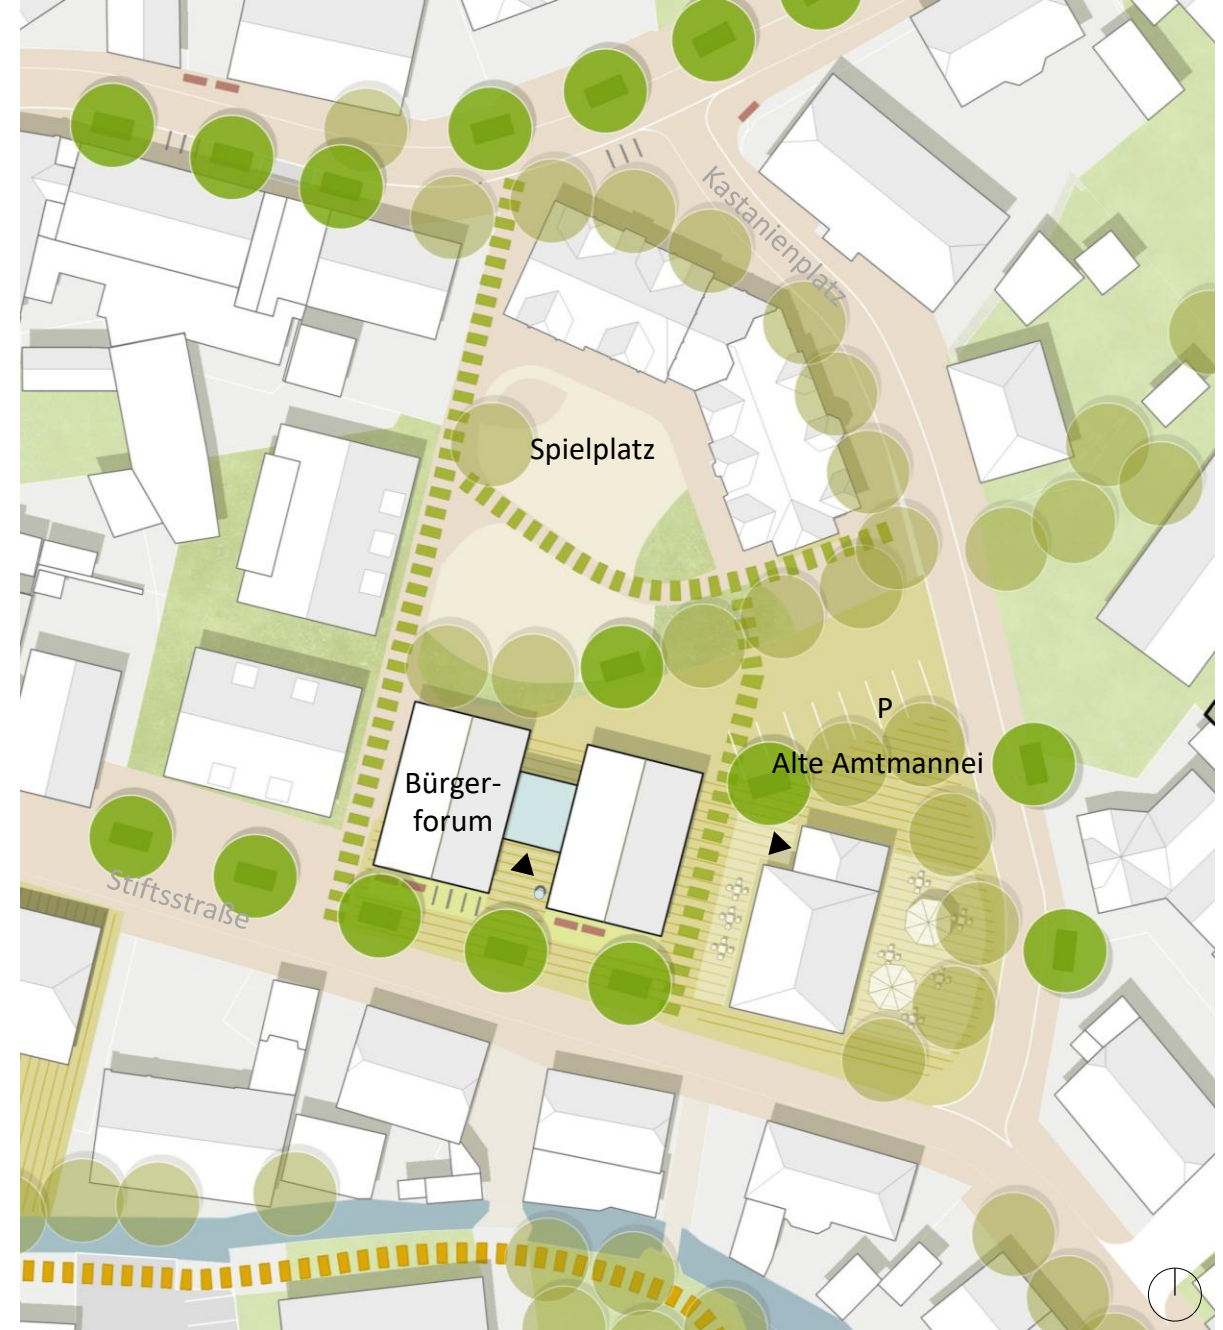 Kastanienplatz
Spielplatz
P
Alte Amtmannei
Bürger-
forum
Stiftsstraße